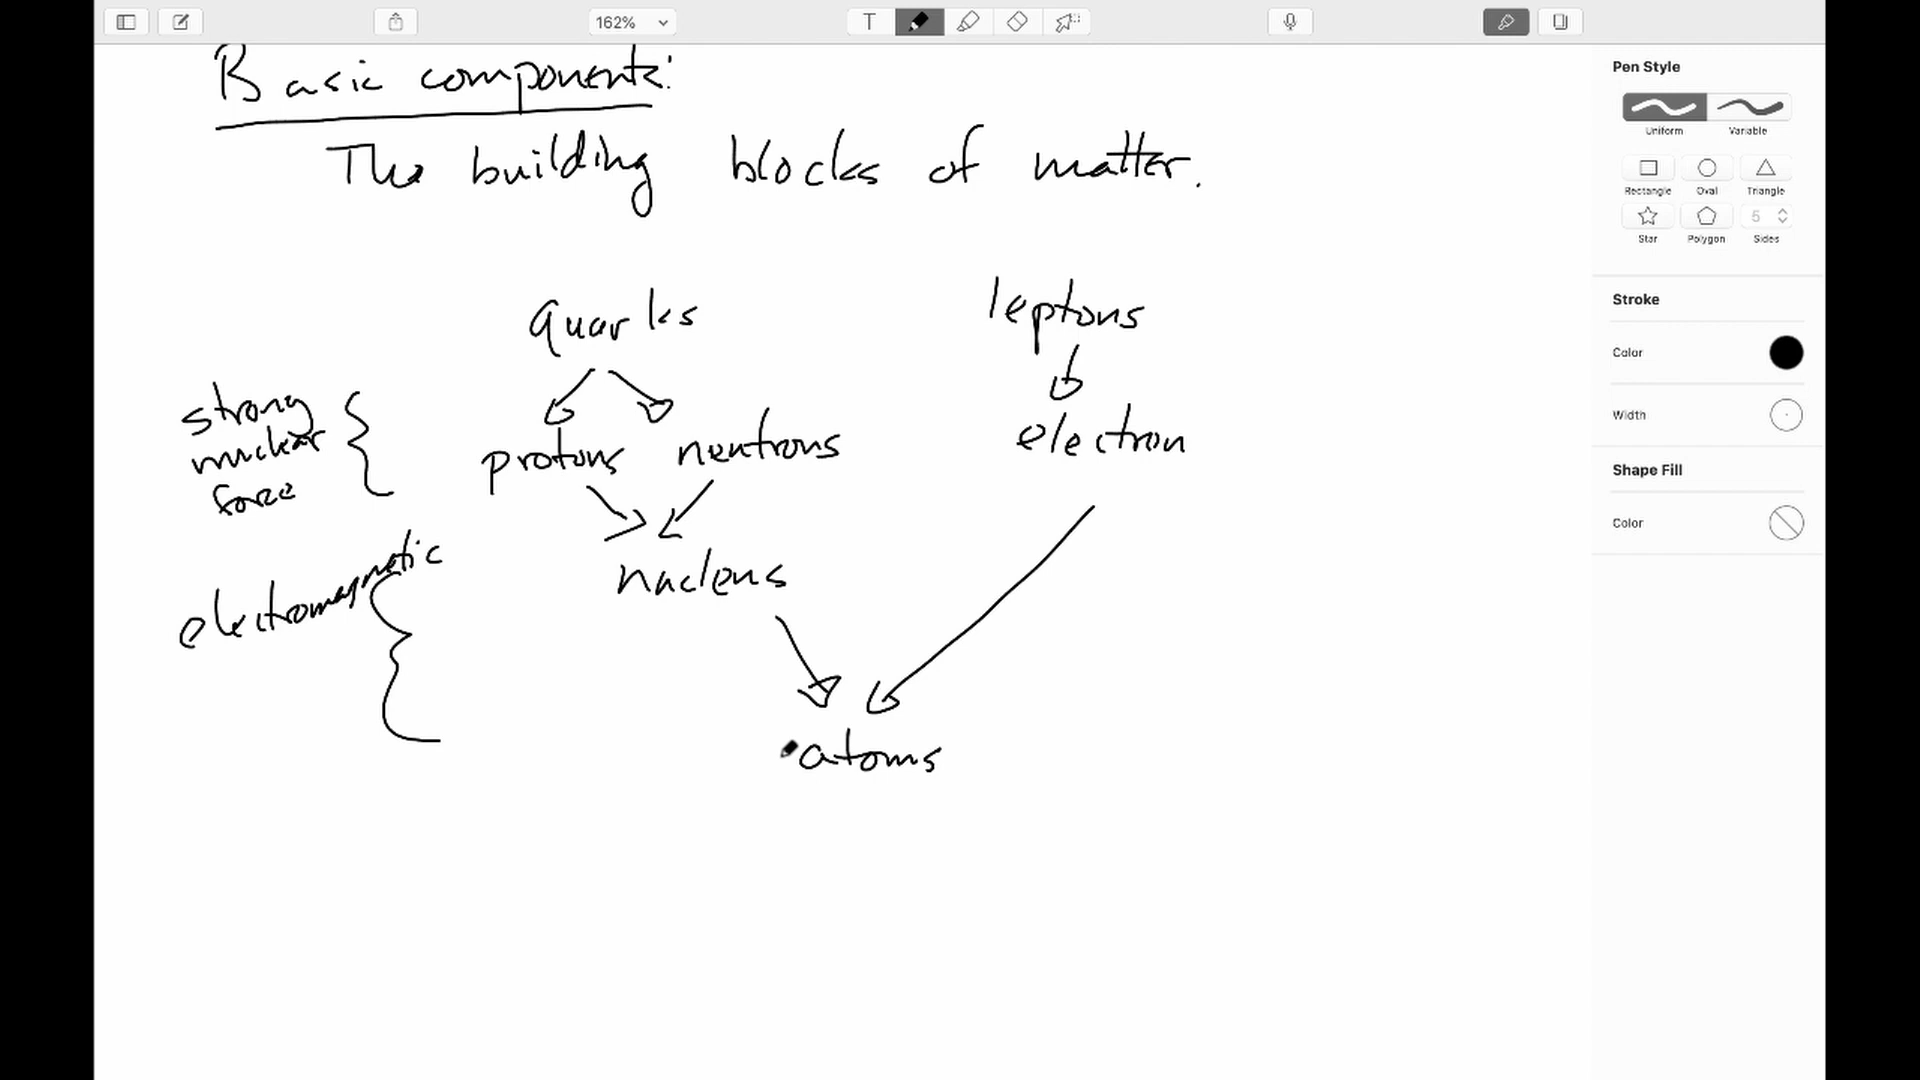 162%
T
Basic components:
The building blocks of matter.
quarks
leptons
strong
nuclear
force
protons
neutrons
electron
electromagnetic
nucleus
atoms
Pen Style
Uniform
Variable
Rectangle
Oval
Triangle
5
Star
Polygon
Sides
Stroke
Color
Width
Shape Fill
Color